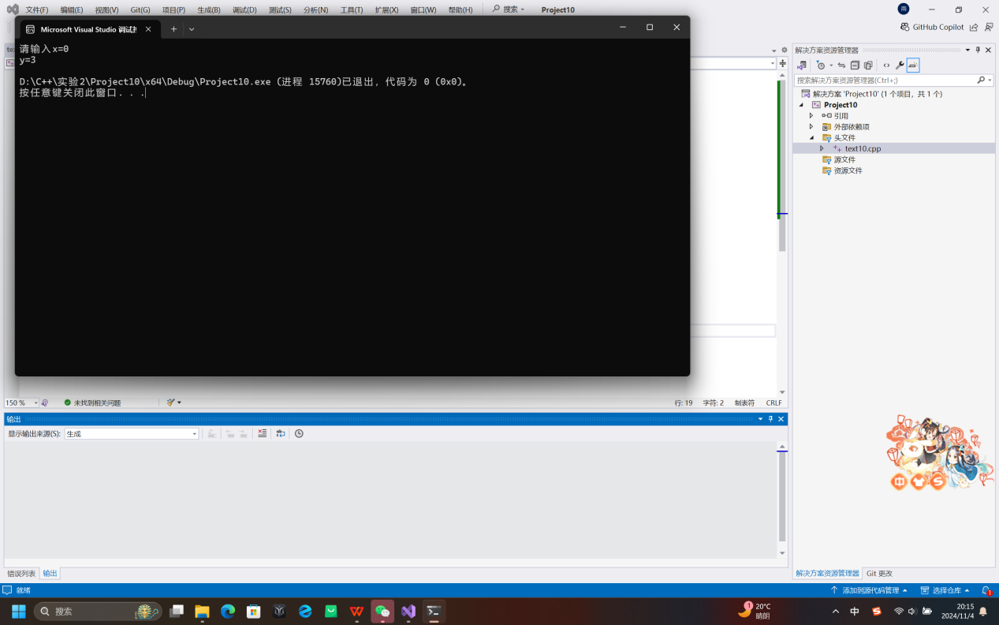 文件(F) 编辑(E) 视图(V) Git(G) 项目(P) 生成(B) 调试(D) 测试(S) 分析(N) 工具(T) 扩展(X) 窗口(W) 帮助(H) 搜索 Project10
GitHub Copilot
Microsoft Visual Studio 调试
请输入x=0
y=3
D:\C++\实验2\Project10\x64\Debug\Project10.exe (进程 15760)已退出，代码为 0 (0x0)。
按任意键关闭此窗口. . .
解决方案资源管理器
搜索解决方案资源管理器(Ctrl+;)
解决方案 'Project10' (1 个项目，共 1 个)
Project10
引用
外部依赖项
头文件
text10.cpp
源文件
资源文件
150 % 未找到相关问题 行: 19 字符: 2 制表符 CRLF
输出
显示输出来源(S): 生成
中 S
错误列表 输出
解决方案资源管理器 Git 更改
就绪 添加到源代码管理 选择仓库 1
搜索
1 20°C
晴朗
中 S
20:15
2024/11/4